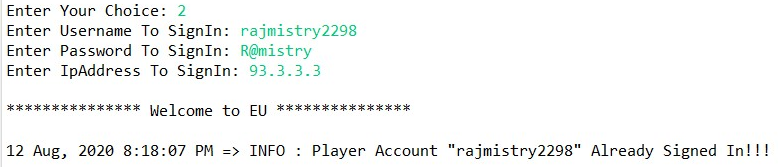 Enter Your Choice: 2
Enter Username To SignIn: rajmistry2298
Enter Password To SignIn: R@mistry
Enter IpAddress To SignIn: 93.3.3.3
*************** Welcome to EU ***************
12 Aug, 2020 8:18:07 PM => INFO : Player Account "rajmistry2298" Already Signed In!!!